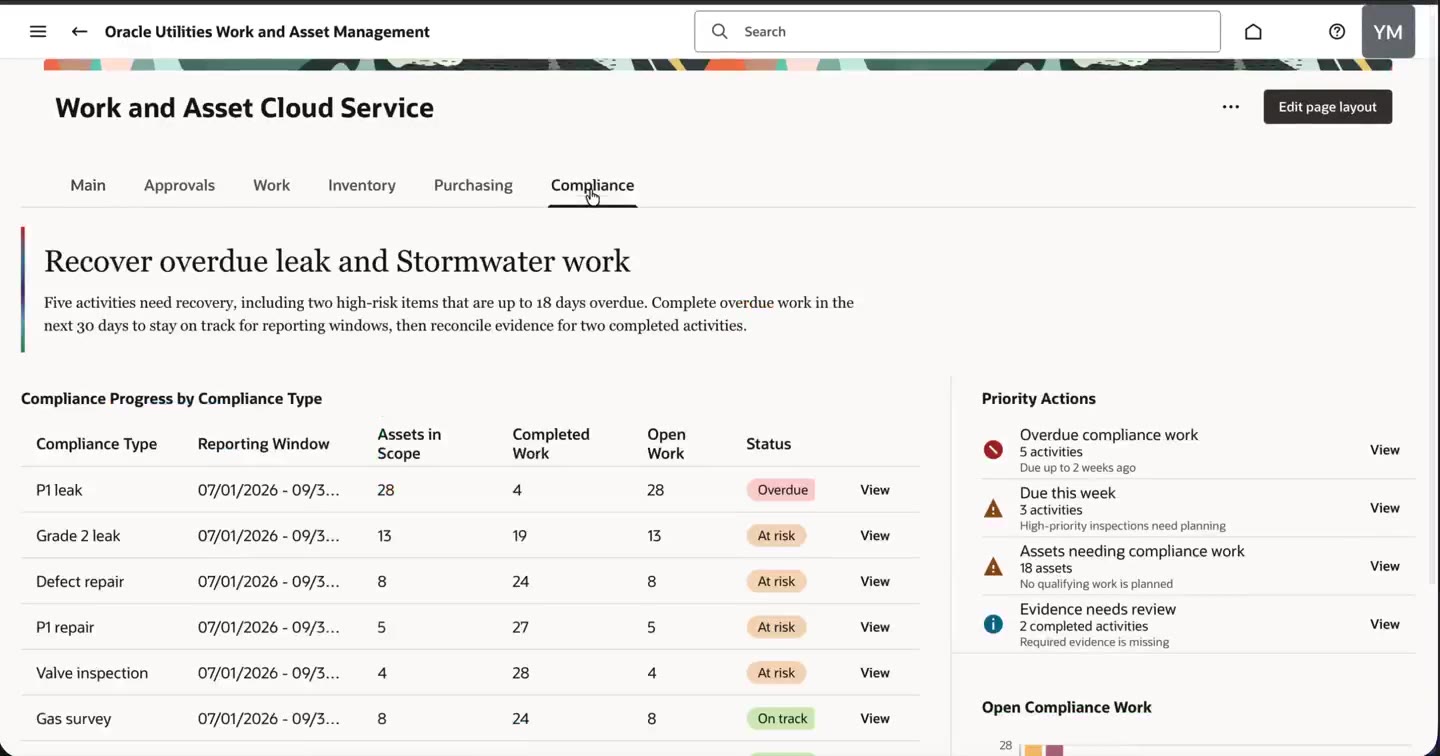 Oracle Utilities Work and Asset Management
Search
YM
Work and Asset Cloud Service
Edit page layout
Main
Approvals
Work
Inventory
Purchasing
Compliance
Recover overdue leak and Stormwater work
Five activities need recovery, including two high-risk items that are up to 18 days overdue. Complete overdue work in the
next 30 days to stay on track for reporting windows, then reconcile evidence for two completed activities.
Compliance Progress by Compliance Type
Compliance Type Reporting Window Assets in Scope Completed Work Open Work Status
P1 leak 07/01/2026 - 09/3... 28 4 28 Overdue View
Grade 2 leak 07/01/2026 - 09/3... 13 19 13 At risk View
Defect repair 07/01/2026 - 09/3... 8 24 8 At risk View
P1 repair 07/01/2026 - 09/3... 5 27 5 At risk View
Valve inspection 07/01/2026 - 09/3... 4 28 4 At risk View
Gas survey 07/01/2026 - 09/3... 8 24 8 On track View
Priority Actions
Overdue compliance work
5 activities
Due up to 2 weeks ago
View
Due this week
3 activities
High-priority inspections need planning
View
Assets needing compliance work
18 assets
No qualifying work is planned
View
Evidence needs review
2 completed activities
Required evidence is missing
View
Open Compliance Work
28